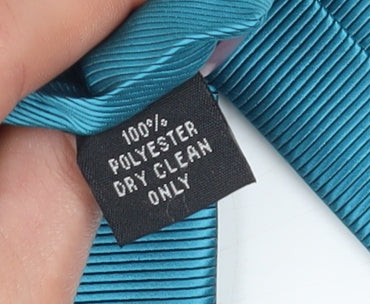 100%
POLYESTER
DRY CLEAN
ONLY